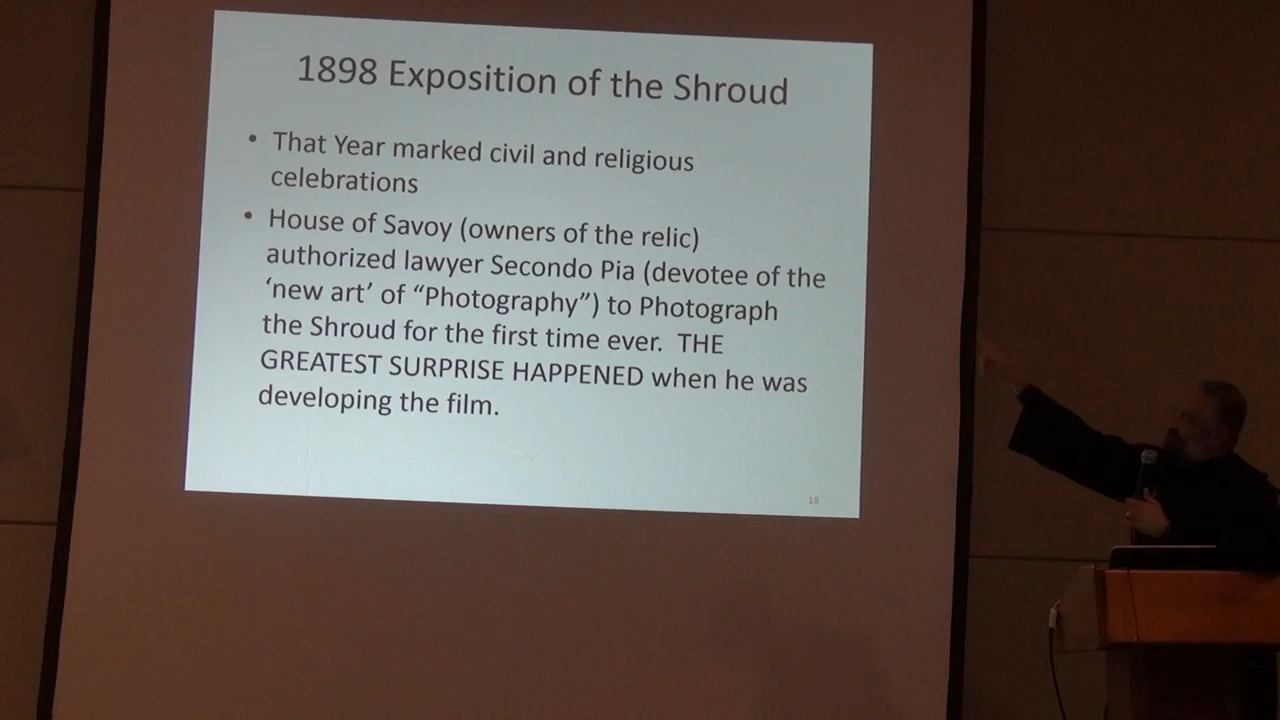 1898 Exposition of the Shroud
• That Year marked civil and religious
celebrations
• House of Savoy (owners of the relic)
authorized lawyer Secondo Pia (devotee of the
‘new art’ of “Photography”) to Photograph
the Shroud for the first time ever. THE
GREATEST SURPRISE HAPPENED when he was
developing the film.
18